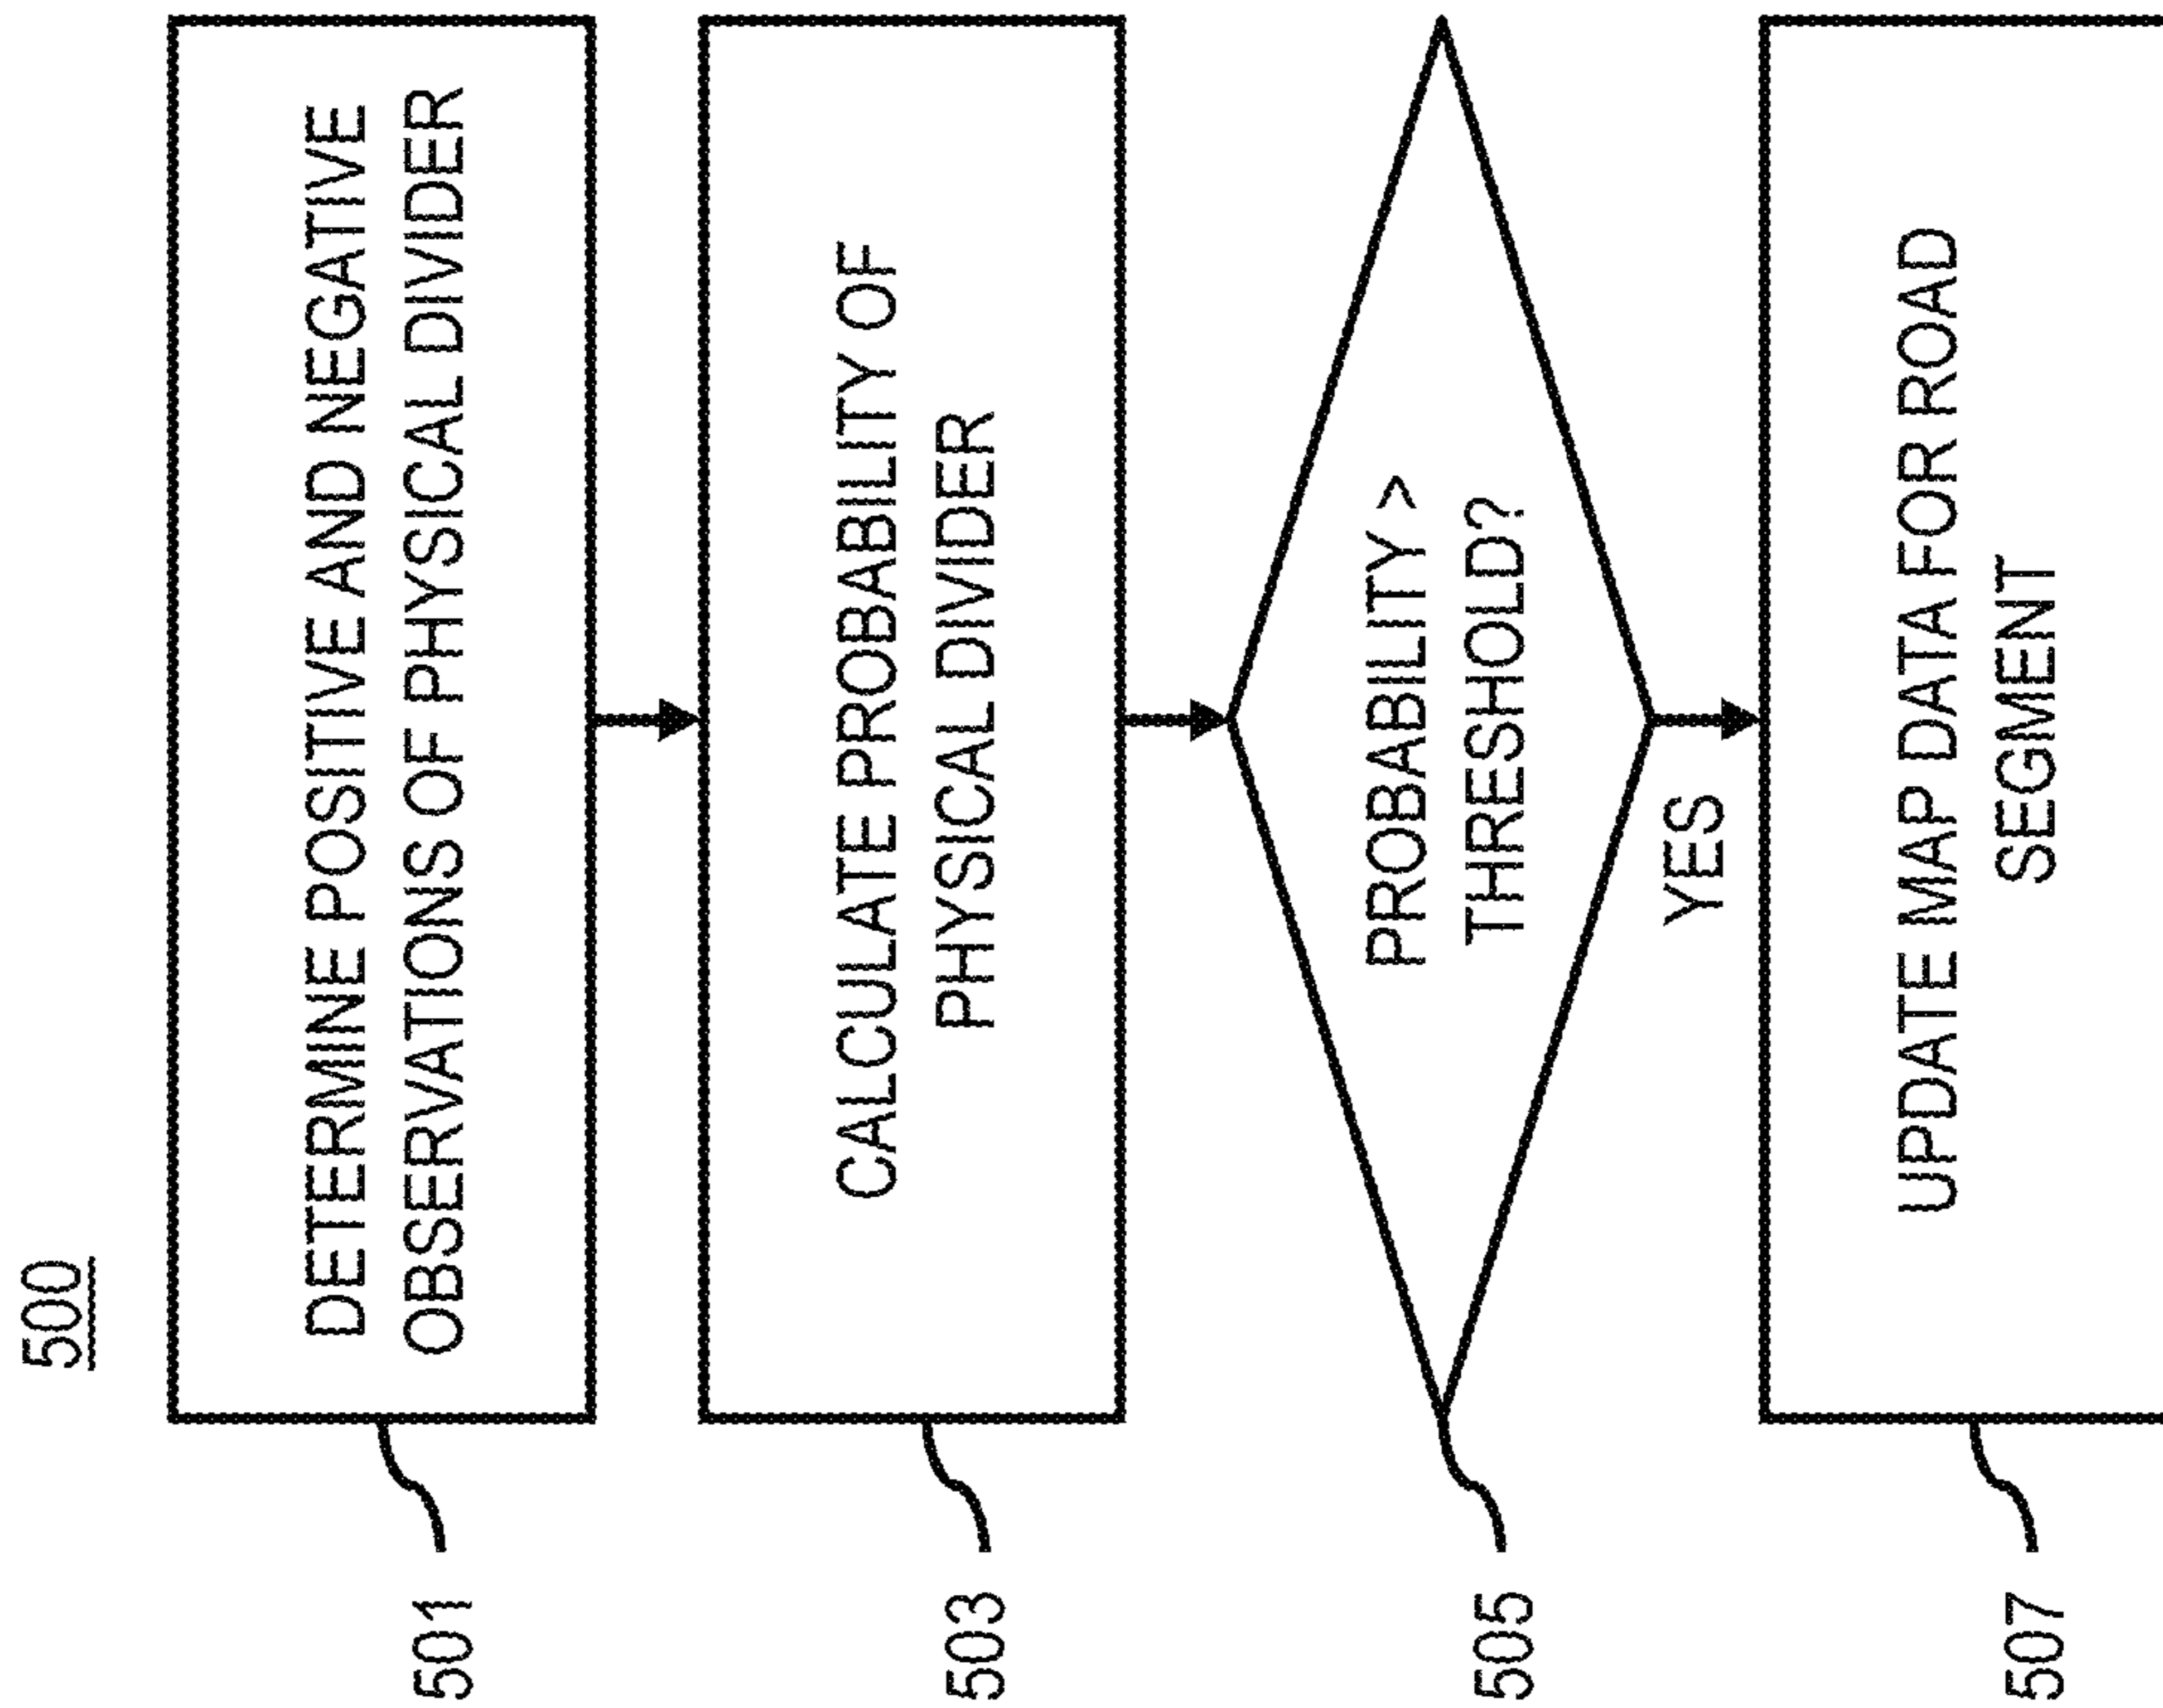 500
501
DETERMINE POSITIVE AND NEGATIVE
OBSERVATIONS OF PHYSICAL DIVIDER
503
CALCULATE PROBABILITY OF
PHYSICAL DIVIDER
505
PROBABILITY >
THRESHOLD?
YES
507
UPDATE MAP DATA FOR ROAD
SEGMENT